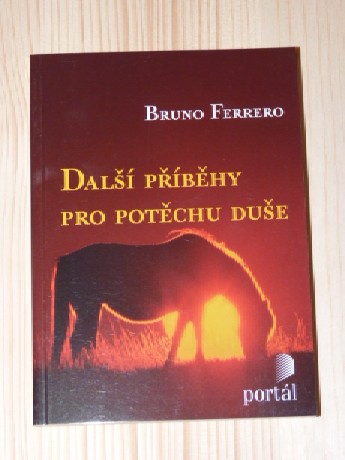 Bruno Ferrero
Další příběhy
pro potěchu duše
portál